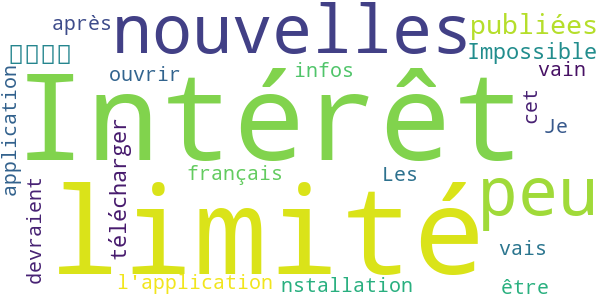 après nouvelles publiées
Impossible
ouvrir infos vain
application Intérêt cet Je
télécharger français Les peu
devraient limité vais
l'application nstallation être